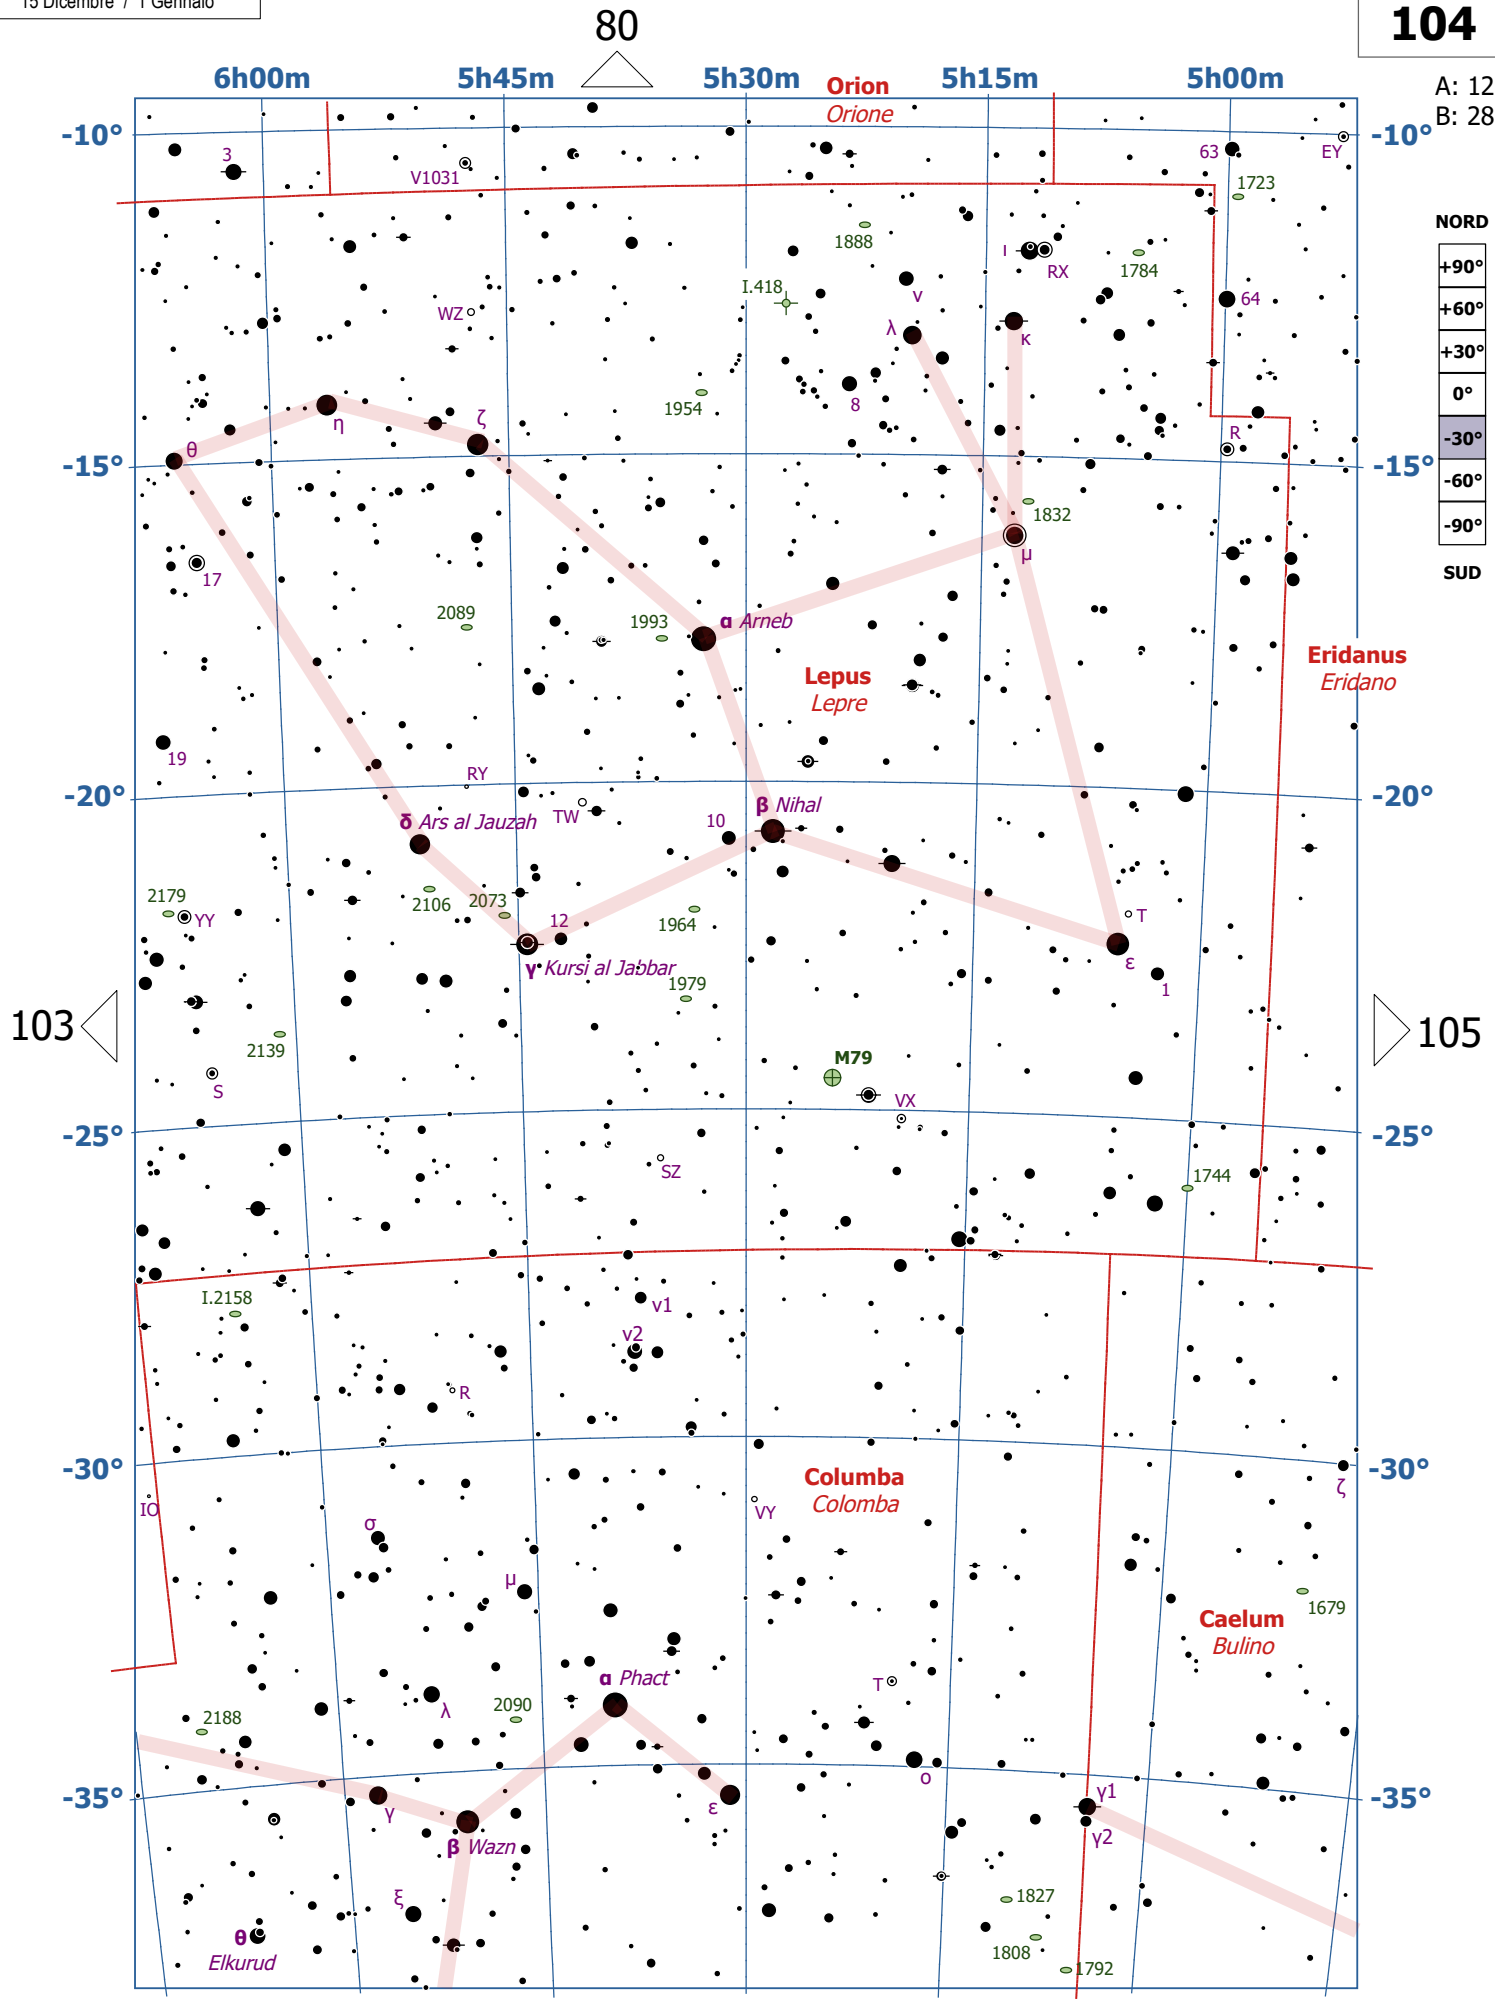 15 Dicembre / 1 Gennaio
80
104
6h00m
5h45m
5h30m
5h15m
5h00m
A: 12
B: 28
Orion
Orione
-10°
-10°
3
V1031
63
EY
1723
NORD
1888
I
RX
1784
+90°
I.418
ν
64
+60°
WZ
λ
κ
+30°
1954
8
0°
η
ζ
R
-30°
θ
-15°
-15°
-60°
1832
-90°
μ
17
SUD
2089
1993
α Arneb
Lepus
Lepre
Eridanus
Eridano
19
RY
-20°
-20°
TW
δ Ars al Jauzah
10
β Nihal
2179
YY
2106
2073
12
1964
T
γ Kursi al Jabbar
ε
1
1979
103
105
2139
M79
S
VX
-25°
-25°
SZ
1744
I.2158
ν1
ν2
R
-30°
-30°
Columba
Colomba
ζ
IO
VY
σ
μ
1679
Caelum
Bulino
α Phact
T
λ
2090
2188
ο
-35°
-35°
γ
ε
γ1
γ2
β Wazn
ξ
1827
θ
Elkurud
1808
1792